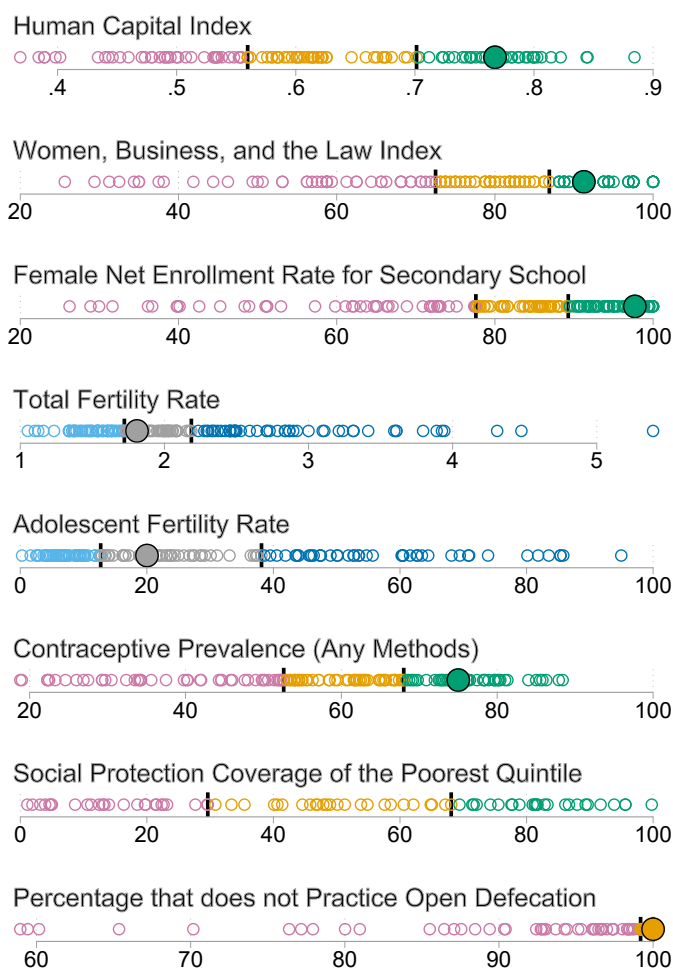 Human Capital Index
.4 .5 .6 .7 .8 .9
Women, Business, and the Law Index
20 40 60 80 100
Female Net Enrollment Rate for Secondary School
20 40 60 80 100
Total Fertility Rate
1 2 3 4 5
Adolescent Fertility Rate
0 20 40 60 80 100
Contraceptive Prevalence (Any Methods)
20 40 60 80 100
Social Protection Coverage of the Poorest Quintile
0 20 40 60 80 100
Percentage that does not Practice Open Defecation
60 70 80 90 100